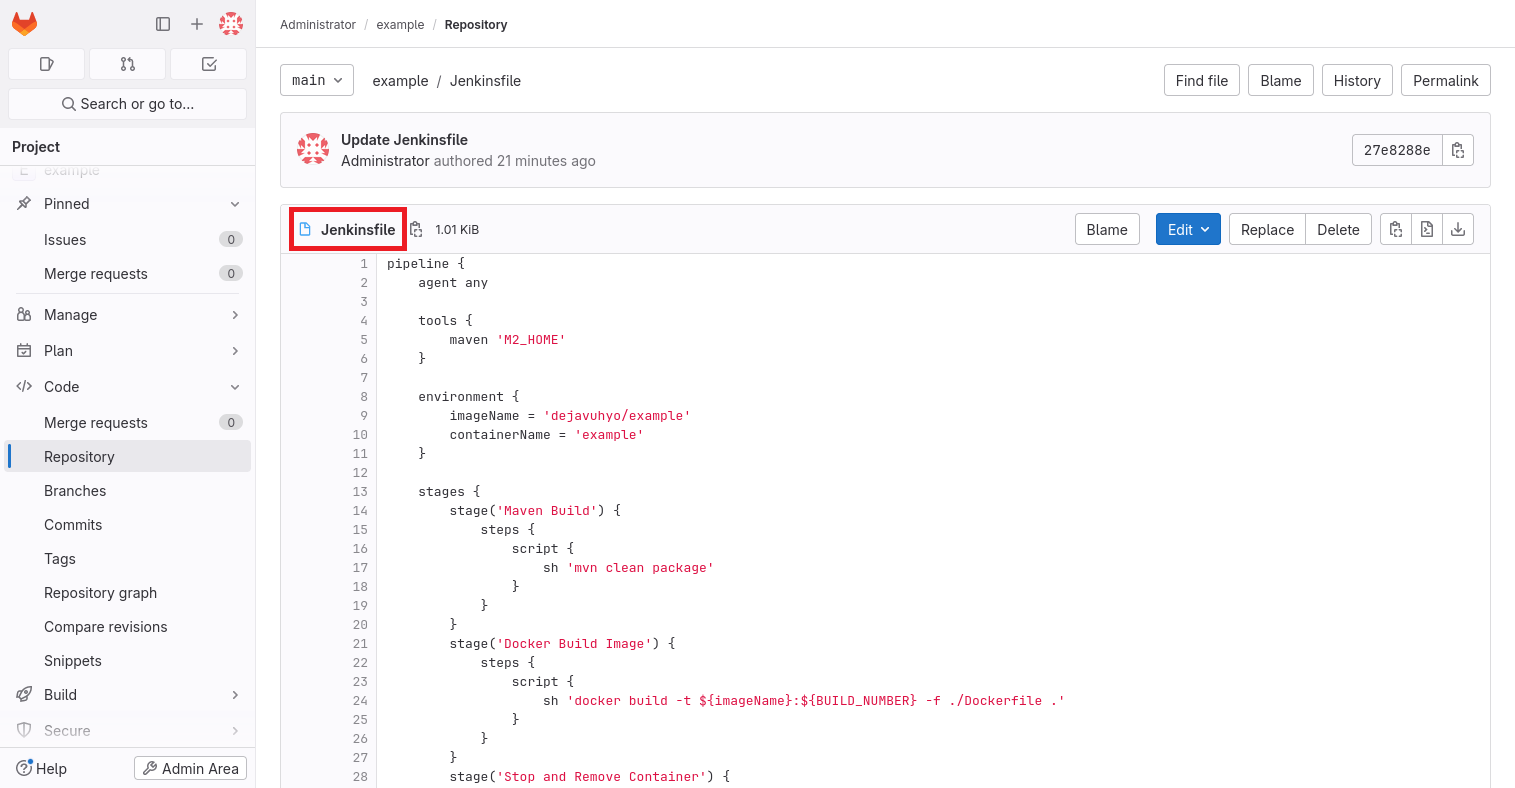 Administrator / example / Repository
Search or go to...
Project
E example
Pinned
Issues 0
Merge requests 0
Manage
Plan
Code
Merge requests 0
Repository
Branches
Commits
Tags
Repository graph
Compare revisions
Snippets
Build
Secure
Help
Admin Area
main
example / Jenkinsfile
Find file
Blame
History
Permalink
Update Jenkinsfile
Administrator authored 21 minutes ago
27e8288e
Jenkinsfile 1.01 KiB
Blame
Edit
Replace
Delete
1 pipeline {
2     agent any
3
4     tools {
5         maven 'M2_HOME'
6     }
7
8     environment {
9         imageName = 'dejavuhyo/example'
10         containerName = 'example'
11     }
12
13     stages {
14         stage('Maven Build') {
15             steps {
16                 script {
17                     sh 'mvn clean package'
18                 }
19             }
20         }
21         stage('Docker Build Image') {
22             steps {
23                 script {
24                     sh 'docker build -t ${imageName}:${BUILD_NUMBER} -f ./Dockerfile .'
25                 }
26             }
27         }
28         stage('Stop and Remove Container') {